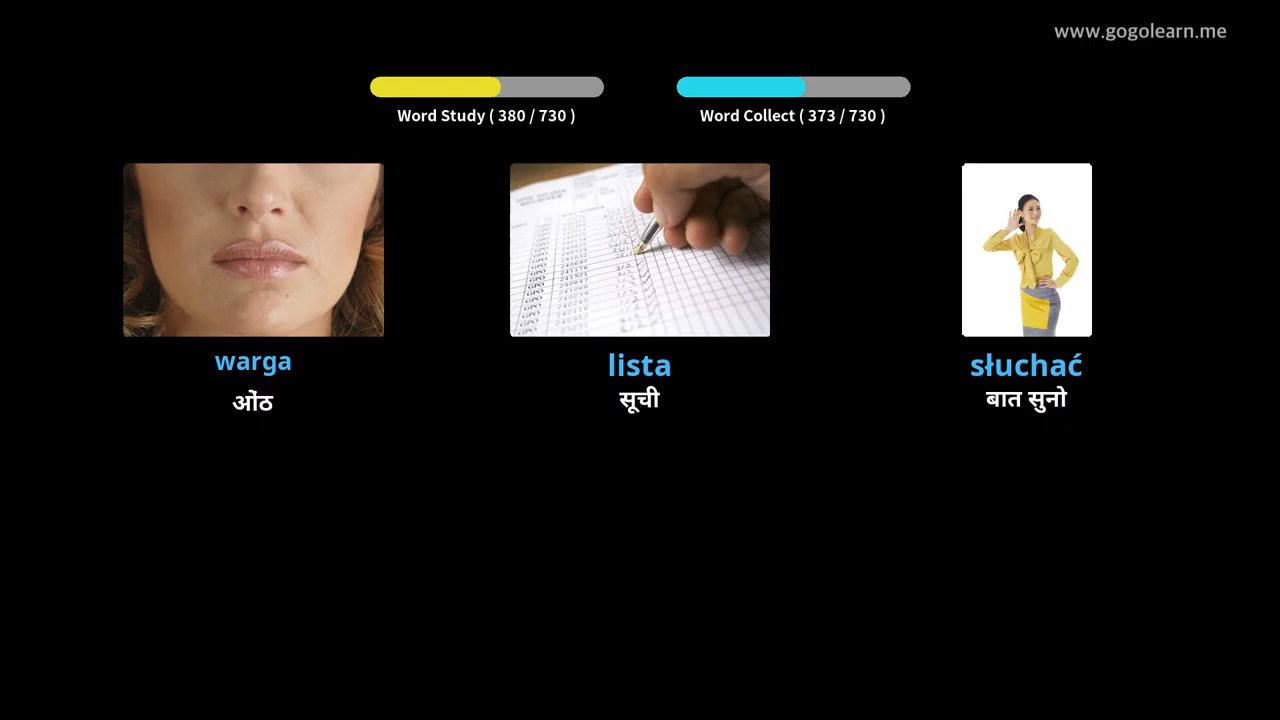 www.gogolearn.me
Word Study ( 380 / 730 )
Word Collect ( 373 / 730 )
warga
lista
słuchać
ओंठ
सूची
बात सुनो